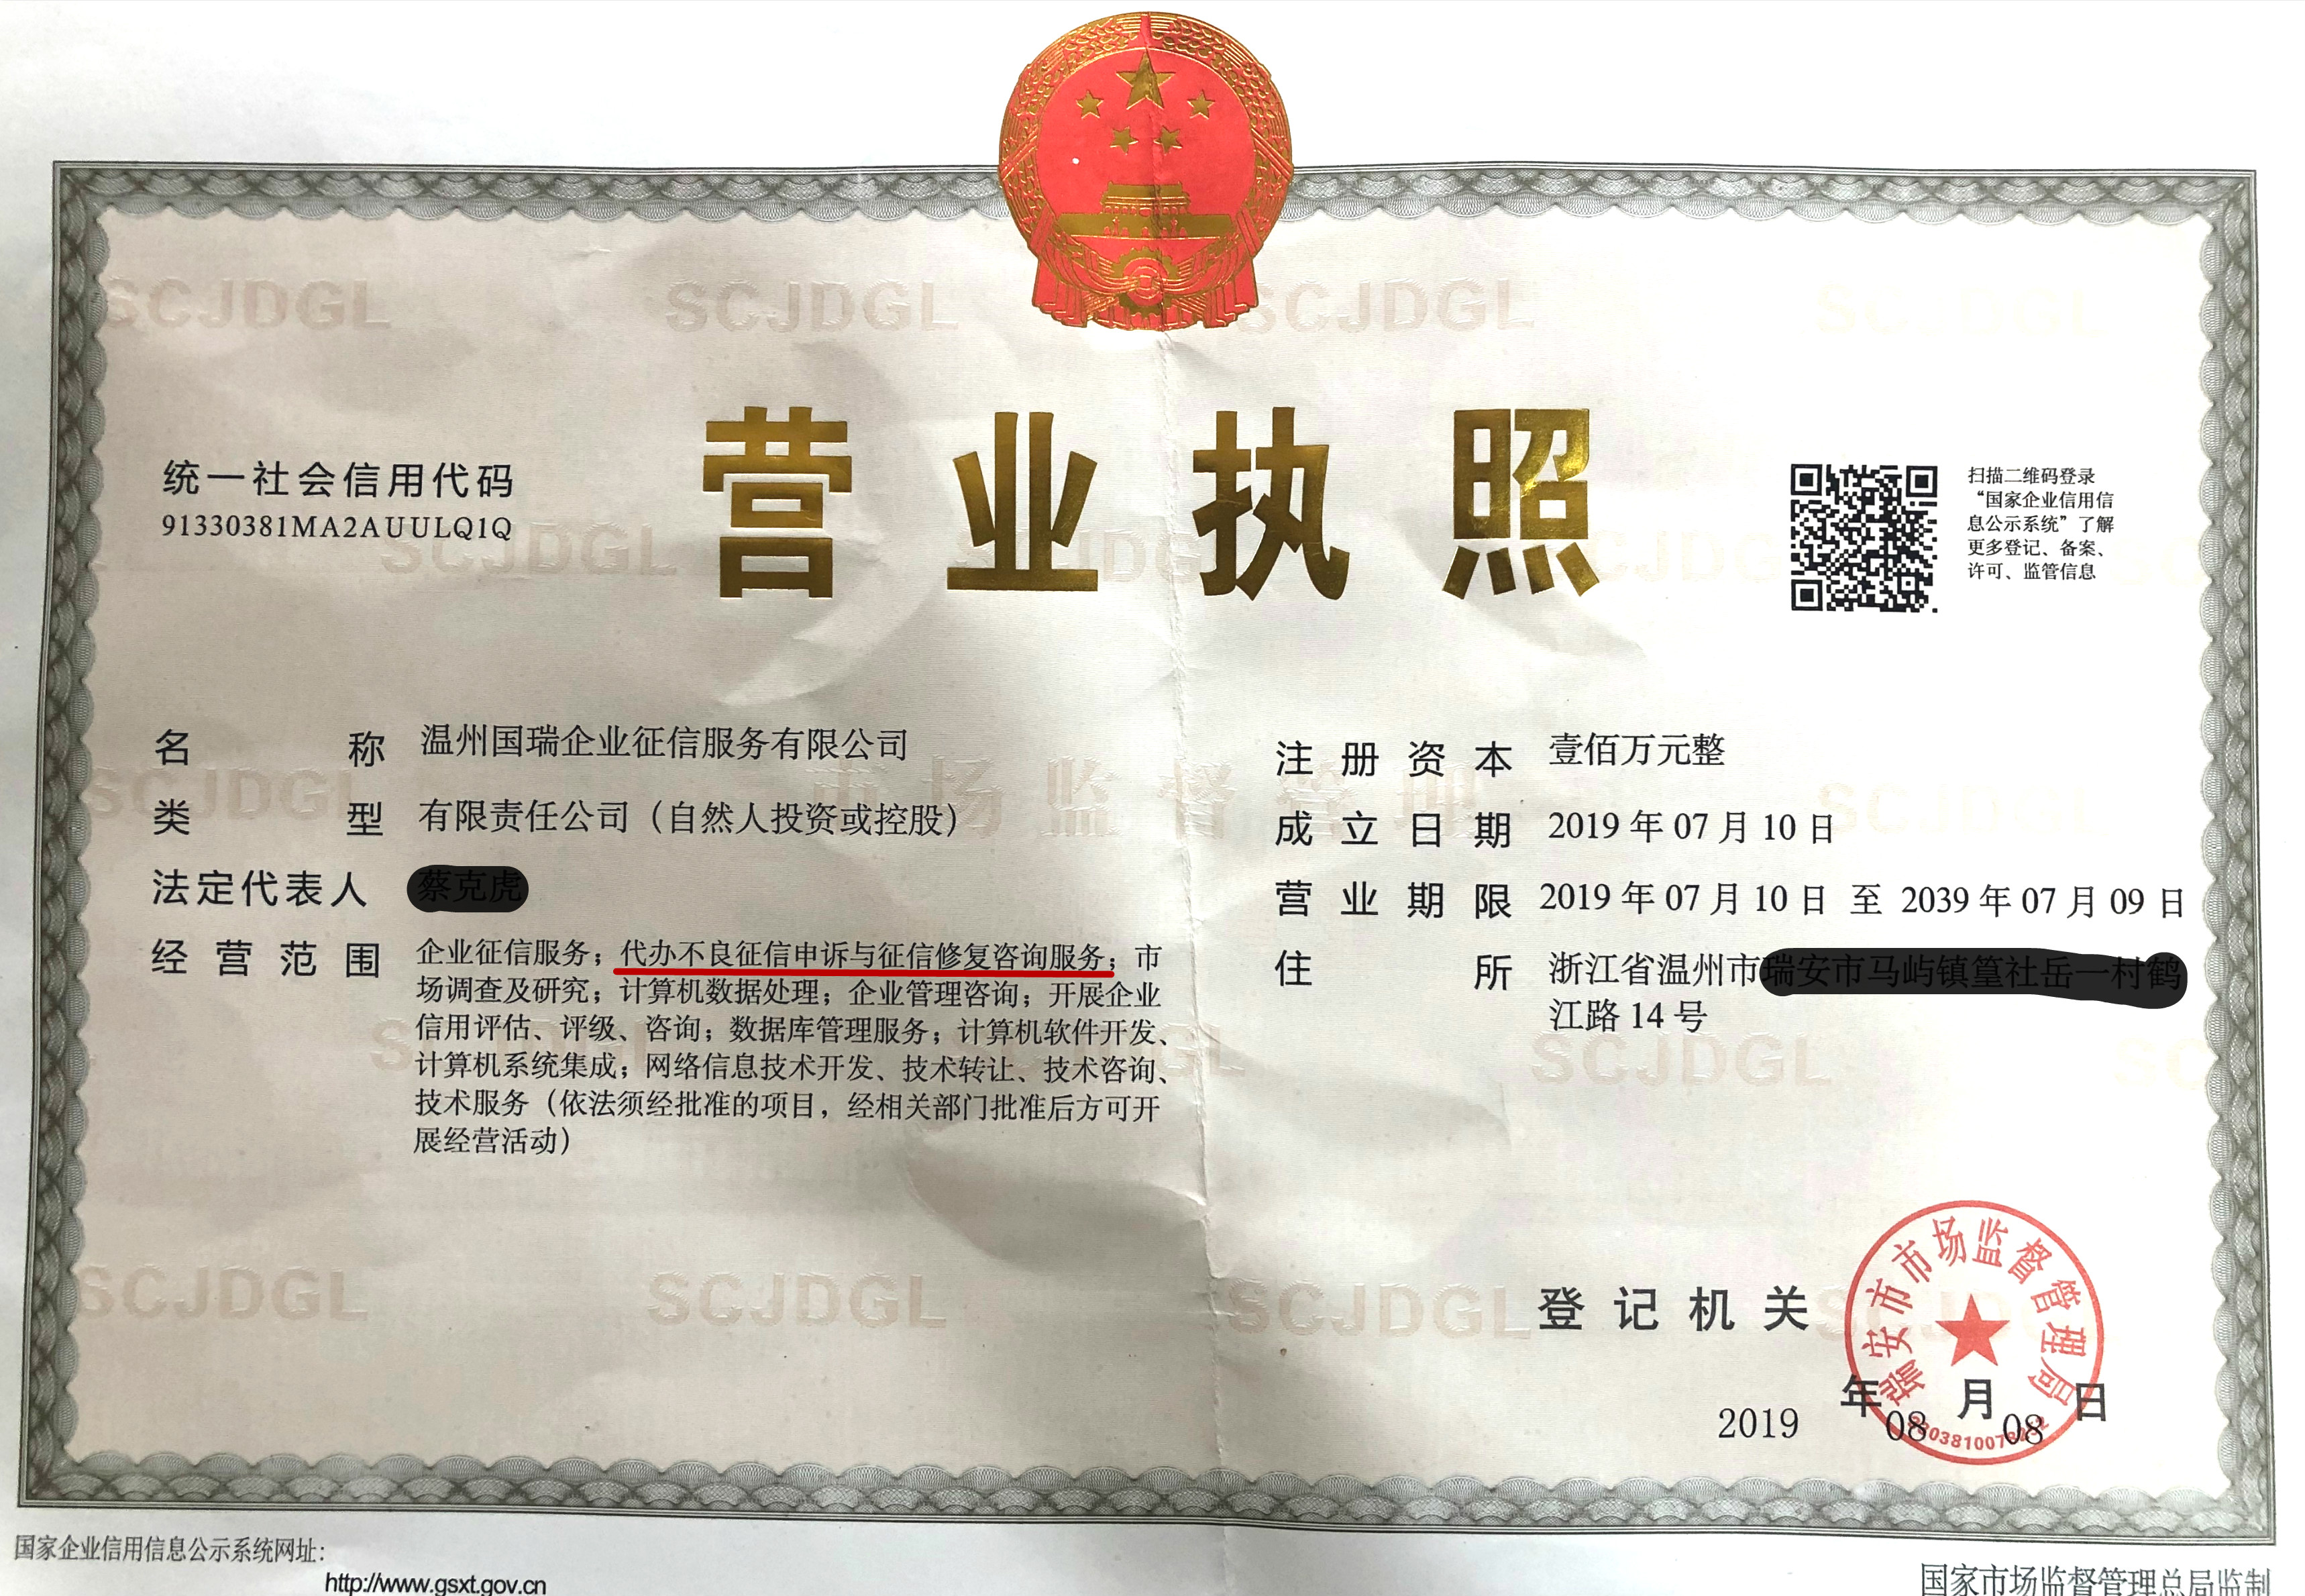 营业执照
统一社会信用代码
91330381MA2AUULQ1Q
扫描二维码登录
“国家企业信用信
息公示系统”了解
更多登记、备案、
许可、监管信息
名称 温州国瑞企业征信服务有限公司
类型 有限责任公司（自然人投资或控股）
法定代表人
经营范围 企业征信服务；代办不良征信申诉与征信修复咨询服务；市
场调查及研究；计算机数据处理；企业管理咨询；开展企业
信用评估、评级、咨询；数据库管理服务；计算机软件开发、
计算机系统集成；网络信息技术开发、技术转让、技术咨询、
技术服务（依法须经批准的项目，经相关部门批准后方可开
展经营活动）
注册资本 壹佰万元整
成立日期 2019年07月10日
营业期限 2019年07月10日至2039年07月09日
住所 浙江省温州市
江路14号
登记机关
瑞安市市场监督管理局
2019年08月08日
国家企业信用信息公示系统网址：
http://www.gsxt.gov.cn
国家市场监督管理总局监制
SCJDGL
市场监督管理